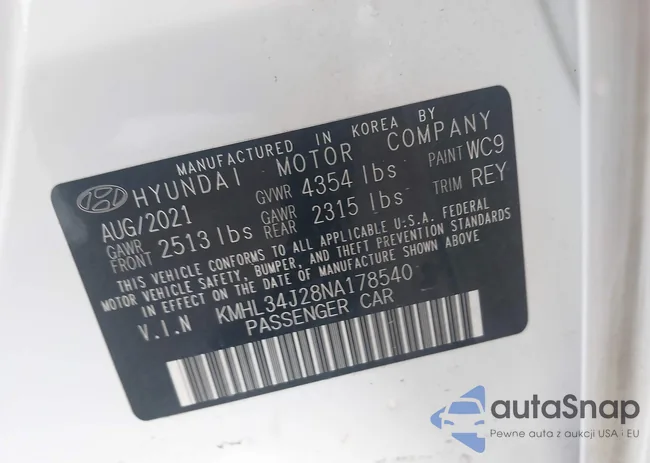 MANUFACTURED IN KOREA BY
HYUNDAI MOTOR COMPANY
AUG/2021 GVWR 4354 lbs PAINT WC9
GAWR FRONT 2513 lbs GAWR REAR 2315 lbs TRIM REY
THIS VEHICLE CONFORMS TO ALL APPLICABLE U.S.A. FEDERAL
MOTOR VEHICLE SAFETY, BUMPER, AND THEFT PREVENTION STANDARDS
IN EFFECT ON THE DATE OF MANUFACTURE SHOWN ABOVE.
V.I.N KMHL34J28NA178540
PASSENGER CAR
autaSnap
Pewne auta z aukcji USA · EU